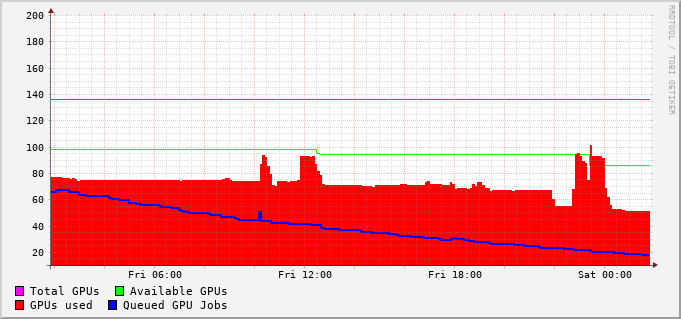 200
180
160
140
120
100
80
60
40
20
Fri 06:00 Fri 12:00 Fri 18:00 Sat 00:00
Total GPUs Available GPUs
GPUs used Queued GPU Jobs
RRDTOOL / TOBI OETIKER